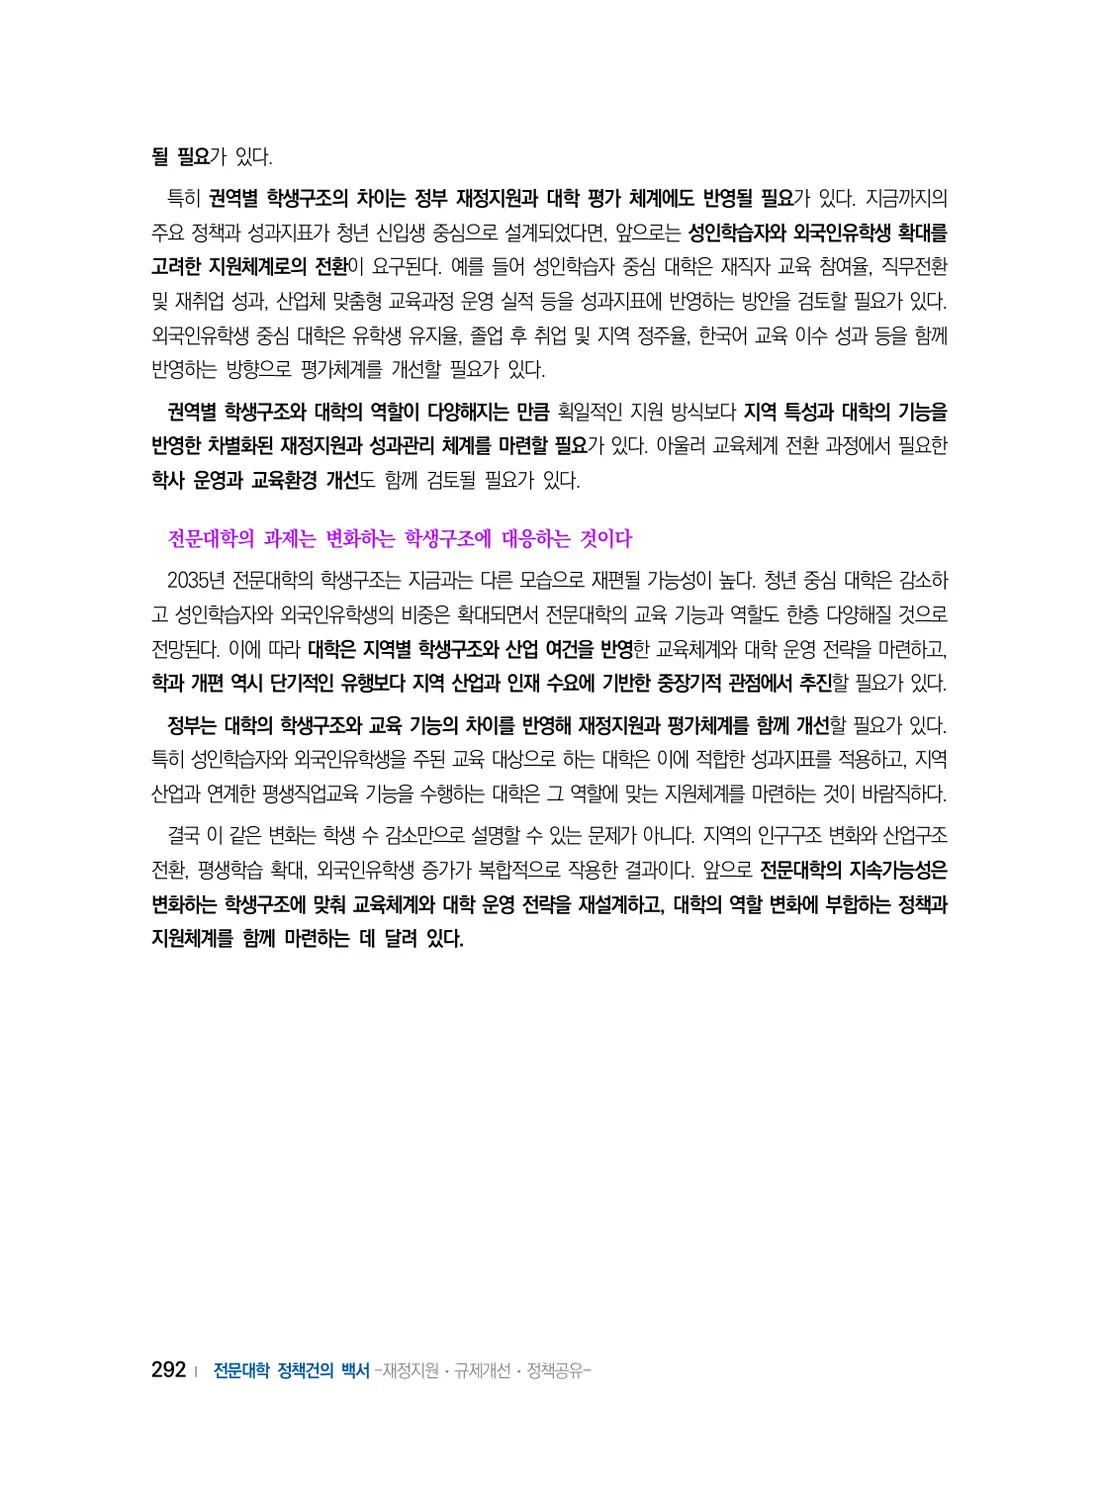 될 필요가 있다.
특히 권역별 학생구조의 차이는 정부 재정지원과 대학 평가 체계에도 반영될 필요가 있다. 지금까지의
주요 정책과 성과지표가 청년 신입생 중심으로 설계되었다면, 앞으로는 성인학습자와 외국인유학생 확대를
고려한 지원체계로의 전환이 요구된다. 예를 들어 성인학습자 중심 대학은 재직자 교육 참여율, 직무전환
및 재취업 성과, 산업체 맞춤형 교육과정 운영 실적 등을 성과지표에 반영하는 방안을 검토할 필요가 있다.
외국인유학생 중심 대학은 유학생 유지율, 졸업 후 취업 및 지역 정주율, 한국어 교육 이수 성과 등을 함께
반영하는 방향으로 평가체계를 개선할 필요가 있다.
권역별 학생구조와 대학의 역할이 다양해지는 만큼 획일적인 지원 방식보다 지역 특성과 대학의 기능을
반영한 차별화된 재정지원과 성과관리 체계를 마련할 필요가 있다. 아울러 교육체계 전환 과정에서 필요한
학사 운영과 교육환경 개선도 함께 검토될 필요가 있다.
전문대학의 과제는 변화하는 학생구조에 대응하는 것이다
2035년 전문대학의 학생구조는 지금과는 다른 모습으로 재편될 가능성이 높다. 청년 중심 대학은 감소하
고 성인학습자와 외국인유학생의 비중은 확대되면서 전문대학의 교육 기능과 역할도 한층 다양해질 것으로
전망된다. 이에 따라 대학은 지역별 학생구조와 산업 여건을 반영한 교육체계와 대학 운영 전략을 마련하고,
학과 개편 역시 단기적인 유행보다 지역 산업과 인재 수요에 기반한 중장기적 관점에서 추진할 필요가 있다.
정부는 대학의 학생구조와 교육 기능의 차이를 반영해 재정지원과 평가체계를 함께 개선할 필요가 있다.
특히 성인학습자와 외국인유학생을 주된 교육 대상으로 하는 대학은 이에 적합한 성과지표를 적용하고, 지역
산업과 연계한 평생직업교육 기능을 수행하는 대학은 그 역할에 맞는 지원체계를 마련하는 것이 바람직하다.
결국 이 같은 변화는 학생 수 감소만으로 설명할 수 있는 문제가 아니다. 지역의 인구구조 변화와 산업구조
전환, 평생학습 확대, 외국인유학생 증가가 복합적으로 작용한 결과이다. 앞으로 전문대학의 지속가능성은
변화하는 학생구조에 맞춰 교육체계와 대학 운영 전략을 재설계하고, 대학의 역할 변화에 부합하는 정책과
지원체계를 함께 마련하는 데 달려 있다.
292 | 전문대학 정책건의 백서 -재정지원·규제개선·정책공유-